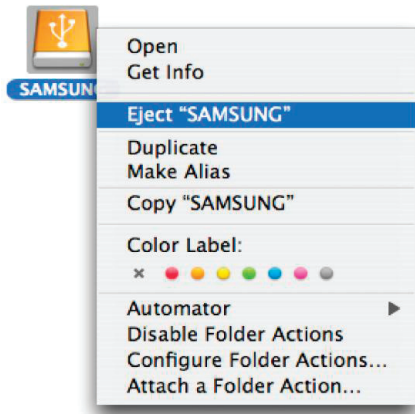 SAMSUNG
Open
Get Info
Eject “SAMSUNG”
Duplicate
Make Alias
Copy “SAMSUNG”
Color Label:
×
Automator
Disable Folder Actions
Configure Folder Actions...
Attach a Folder Action...